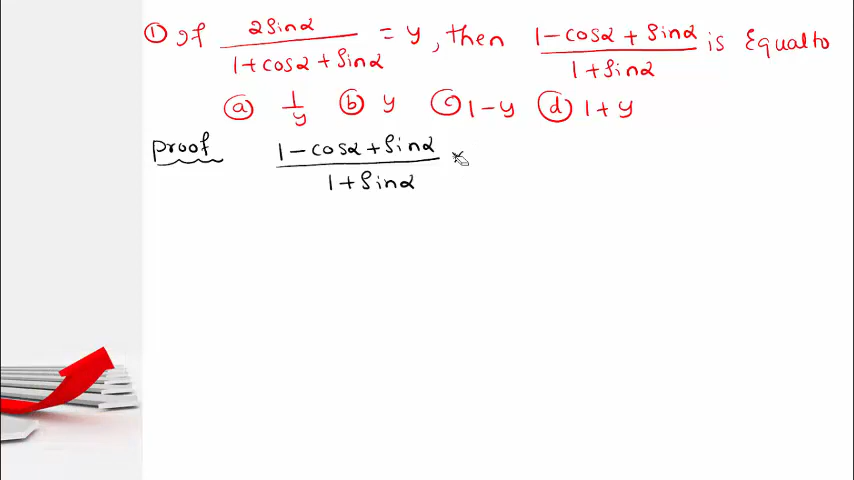 ① If 2sinα / 1+cosα+sinα = y, then 1-cosα+sinα / 1+sinα is Equal to
ⓐ 1/y ⓑ y ⓒ 1-y ⓓ 1+y
Proof 1-cosα+sinα / 1+sinα ×